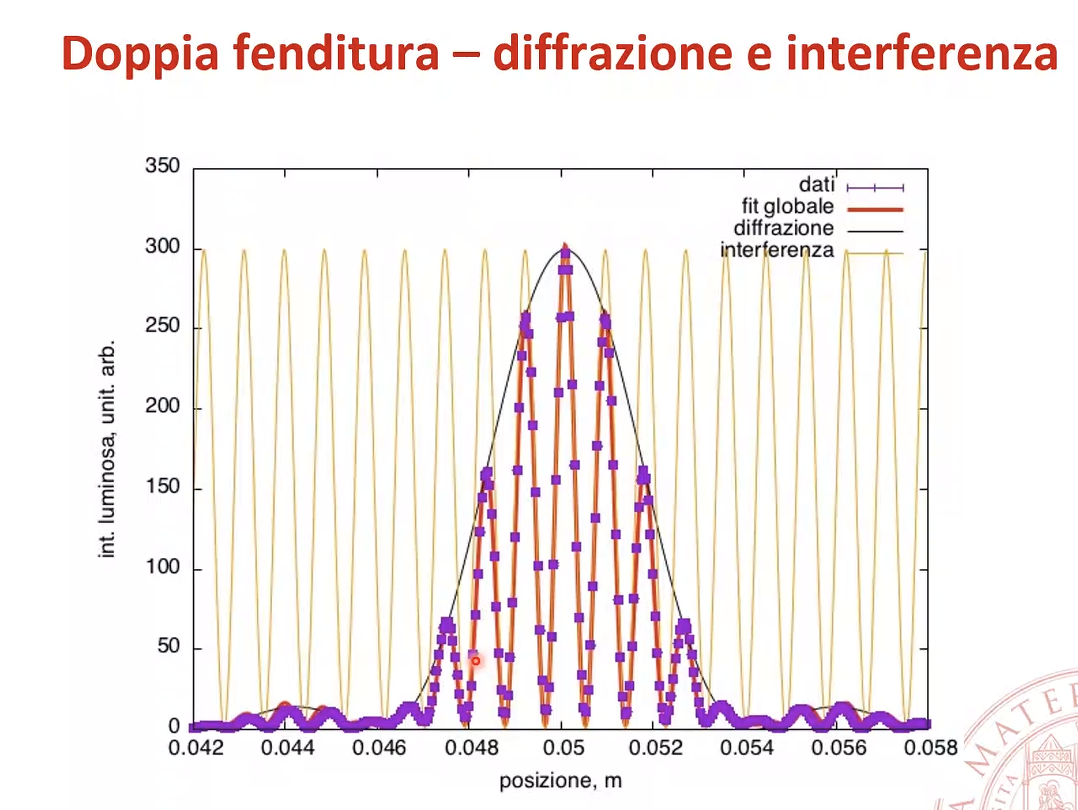 Doppia fenditura – diffrazione e interferenza
350
300
250
200
150
100
50
0
int. luminosa, unit. arb.
dati
fit globale
diffrazione
interferenza
0.042 0.044 0.046 0.048 0.05 0.052 0.054 0.056 0.058
posizione, m
MATER